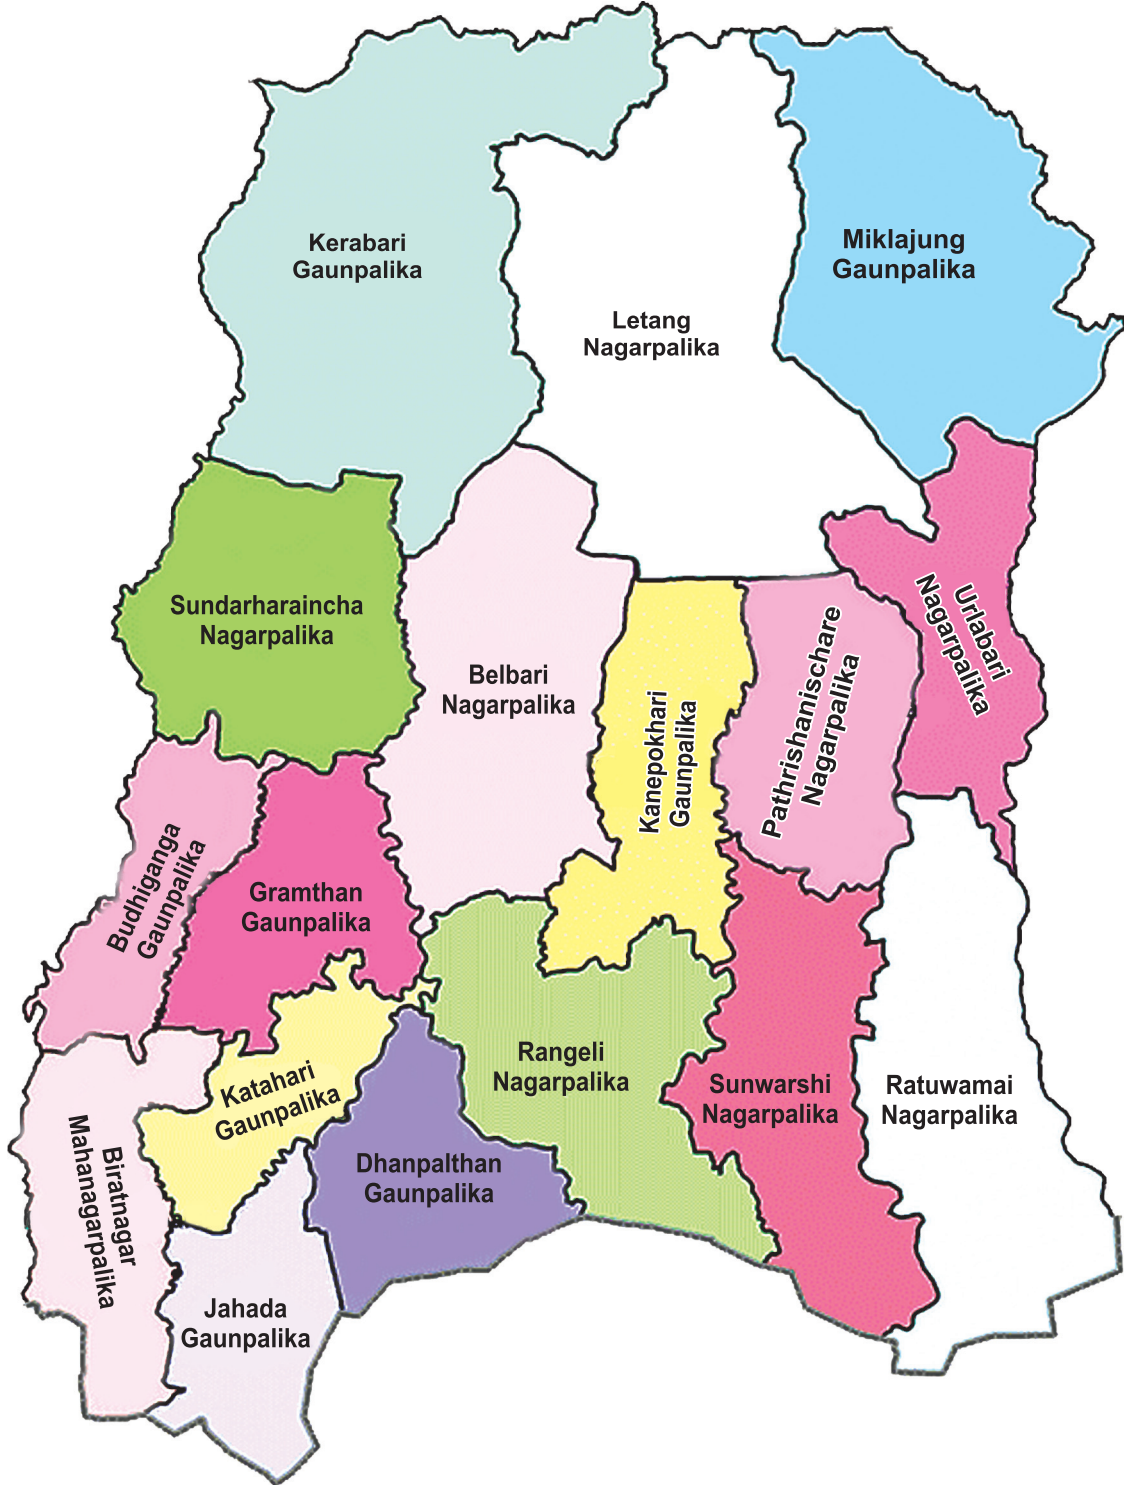 Kerabari
Gaunpalika
Miklajung
Gaunpalika
Letang
Nagarpalika
Sundarharaincha
Nagarpalika
Belbari
Nagarpalika
Kanepokhari
Gaunpalika
Pathrishanischare
Nagarpalika
Urlabari
Nagarpalika
Budhiganga
Gaunpalika
Gramthan
Gaunpalika
Katahari
Gaunpalika
Rangeli
Nagarpalika
Sunwarshi
Nagarpalika
Ratuwamai
Nagarpalika
Biratnagar
Mahanagarpalika
Dhanpalthan
Gaunpalika
Jahada
Gaunpalika